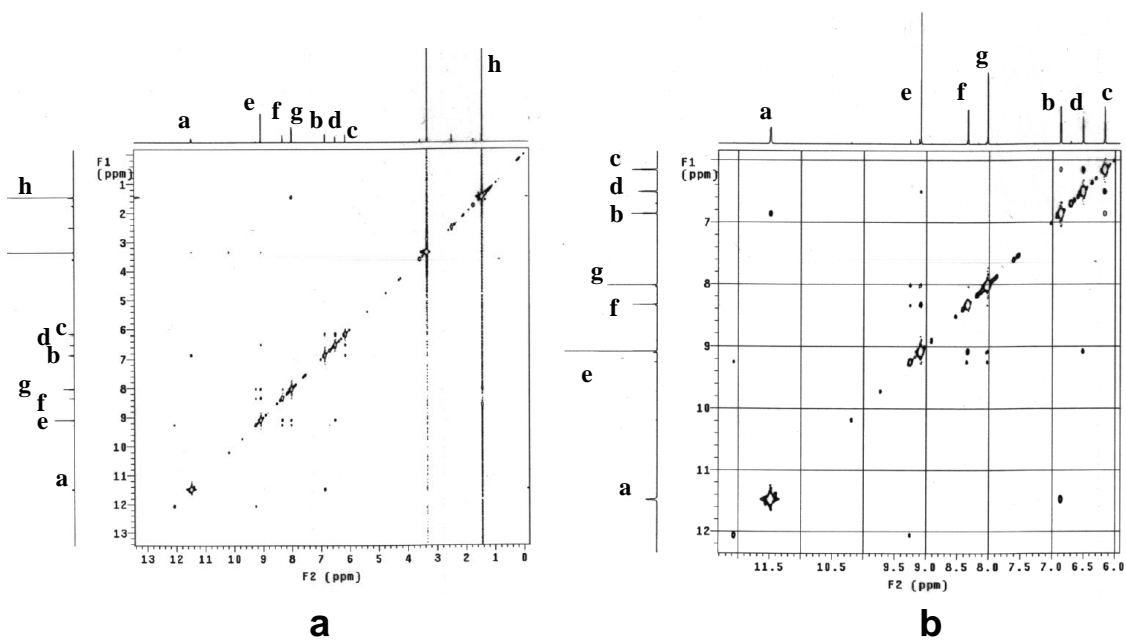 h
e
f
g
b
d
c
a
F1
(ppm)
h
1
2
3
4
5
6
7
8
9
10
11
12
13
c
d
b
g
f
e
a
13 12 11 10 9 8 7 6 5 4 3 2 1 0
F2 (ppm)
a
g
e
f
b
d
c
a
F1
(ppm)
c
d
b
g
f
e
a
7
8
9
10
11
12
11.5 10.5 9.5 9.0 8.5 8.0 7.5 7.0 6.5 6.0
F2 (ppm)
b